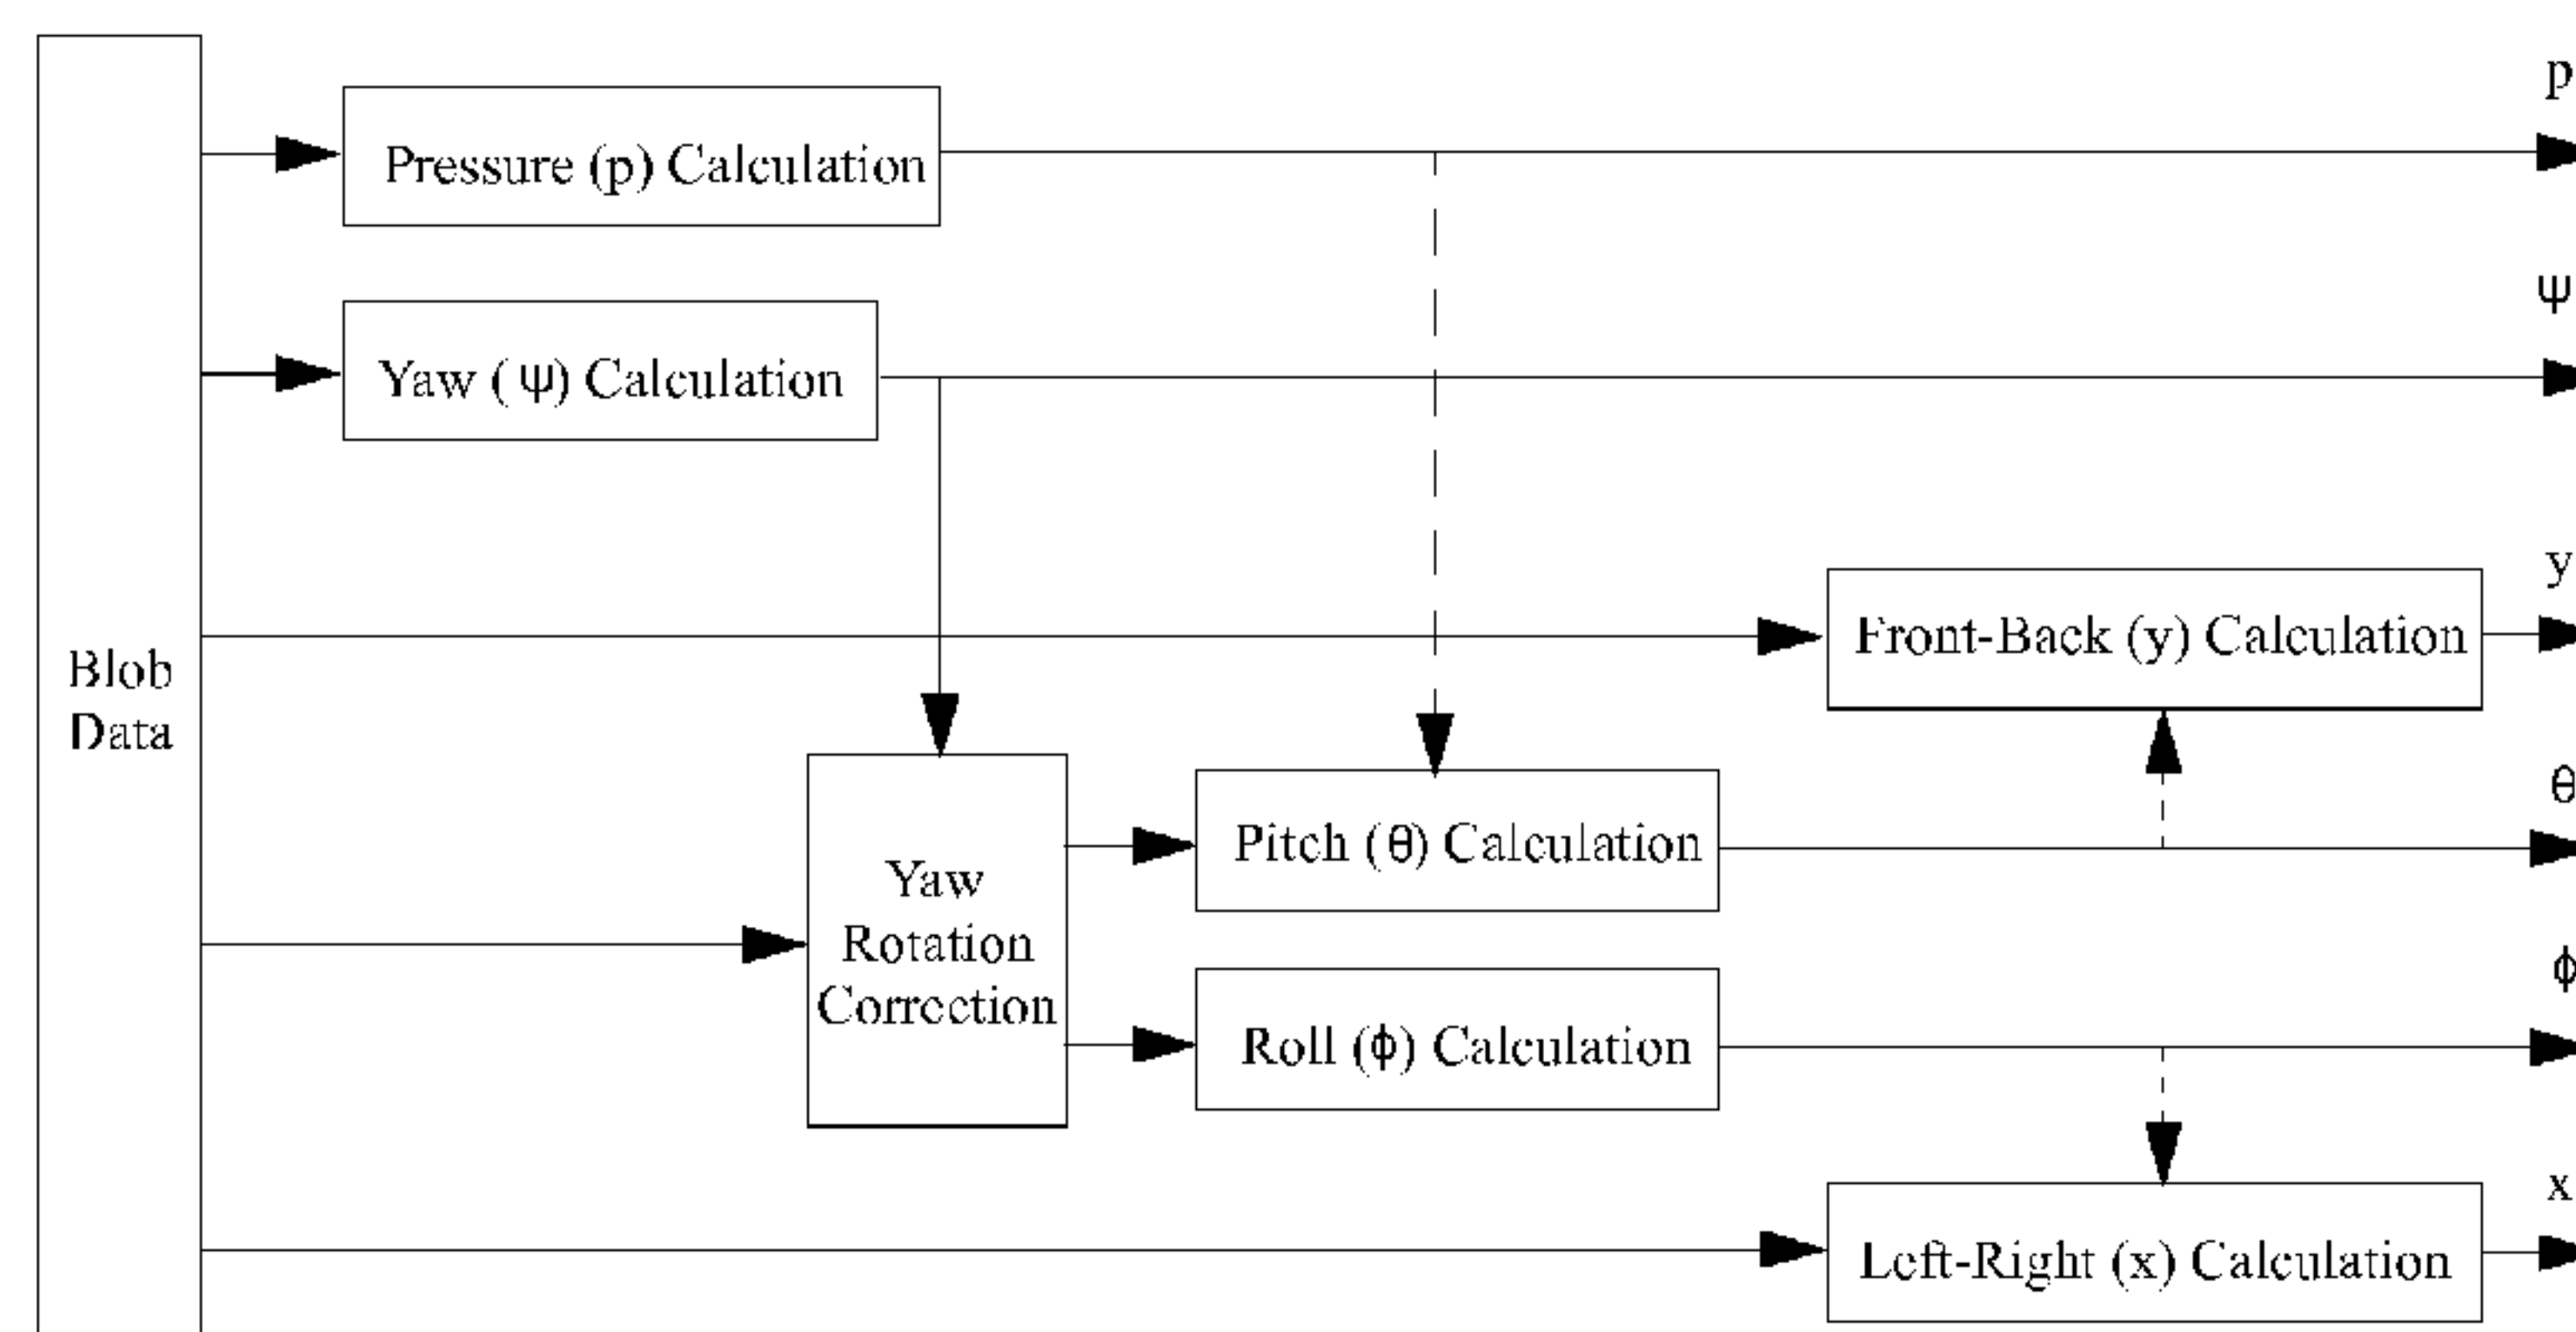 p
Pressure (p) Calculation
ψ
Yaw (ψ) Calculation
y
Front-Back (y) Calculation
Blob
Data
θ
Pitch (θ) Calculation
Yaw
Rotation
Correction
ϕ
Roll (ϕ) Calculation
x
Left-Right (x) Calculation